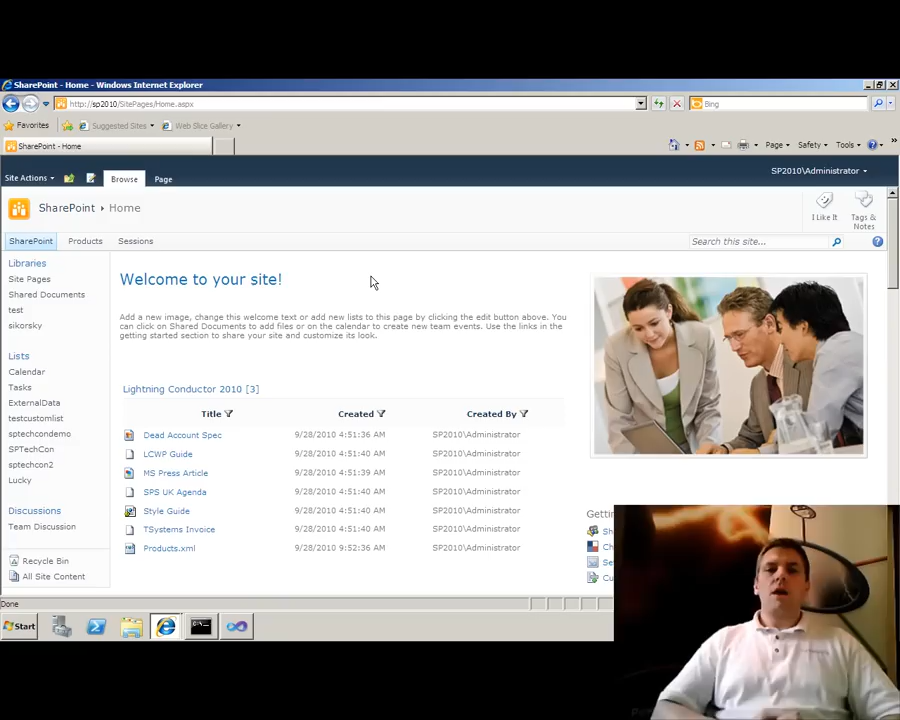 SharePoint - Home - Windows Internet Explorer
http://sp2010/SitePages/Home.aspx
Bing
Favorites
Suggested Sites
Web Slice Gallery
SharePoint - Home
Page
Safety
Tools
Site Actions
Browse
Page
SP2010\Administrator
SharePoint
Home
I Like It
Tags & Notes
SharePoint
Products
Sessions
Search this site...
Libraries
Site Pages
Shared Documents
test
sikorsky
Lists
Calendar
Tasks
ExternalData
testcustomlist
sptechcondemo
SPTechCon
sptechcon2
Lucky
Discussions
Team Discussion
Recycle Bin
All Site Content
Welcome to your site!
Add a new image, change this welcome text or add new lists to this page by clicking the edit button above. You
can click on Shared Documents to add files or on the calendar to create new team events. Use the links in the
getting started section to share your site and customize its look.
Lightning Conductor 2010 [3]
Title Created Created By
Dead Account Spec 9/28/2010 4:51:36 AM SP2010\Administrator
LCWP Guide 9/28/2010 4:51:40 AM SP2010\Administrator
MS Press Article 9/28/2010 4:51:39 AM SP2010\Administrator
SPS UK Agenda 9/28/2010 4:51:40 AM SP2010\Administrator
Style Guide 9/28/2010 4:51:40 AM SP2010\Administrator
TSystems Invoice 9/28/2010 4:51:40 AM SP2010\Administrator
Products.xml 9/28/2010 9:52:36 AM SP2010\Administrator
Getti
Sh
Ch
Se
Cu
Done
Start